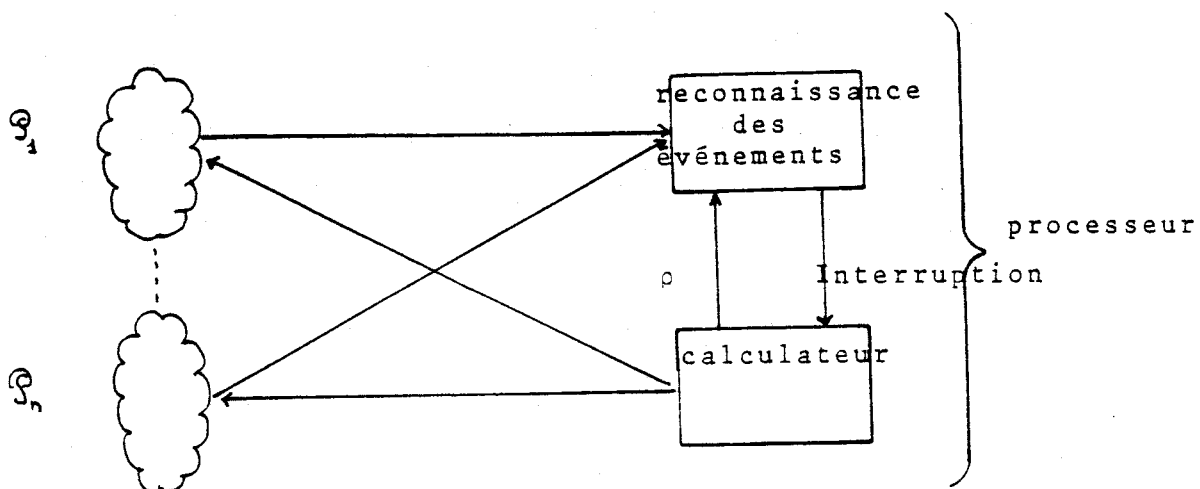 𝒫₁
reconnaissance
des
événements
processeur
ρ
Interruption
calculateur
𝒫ₙ